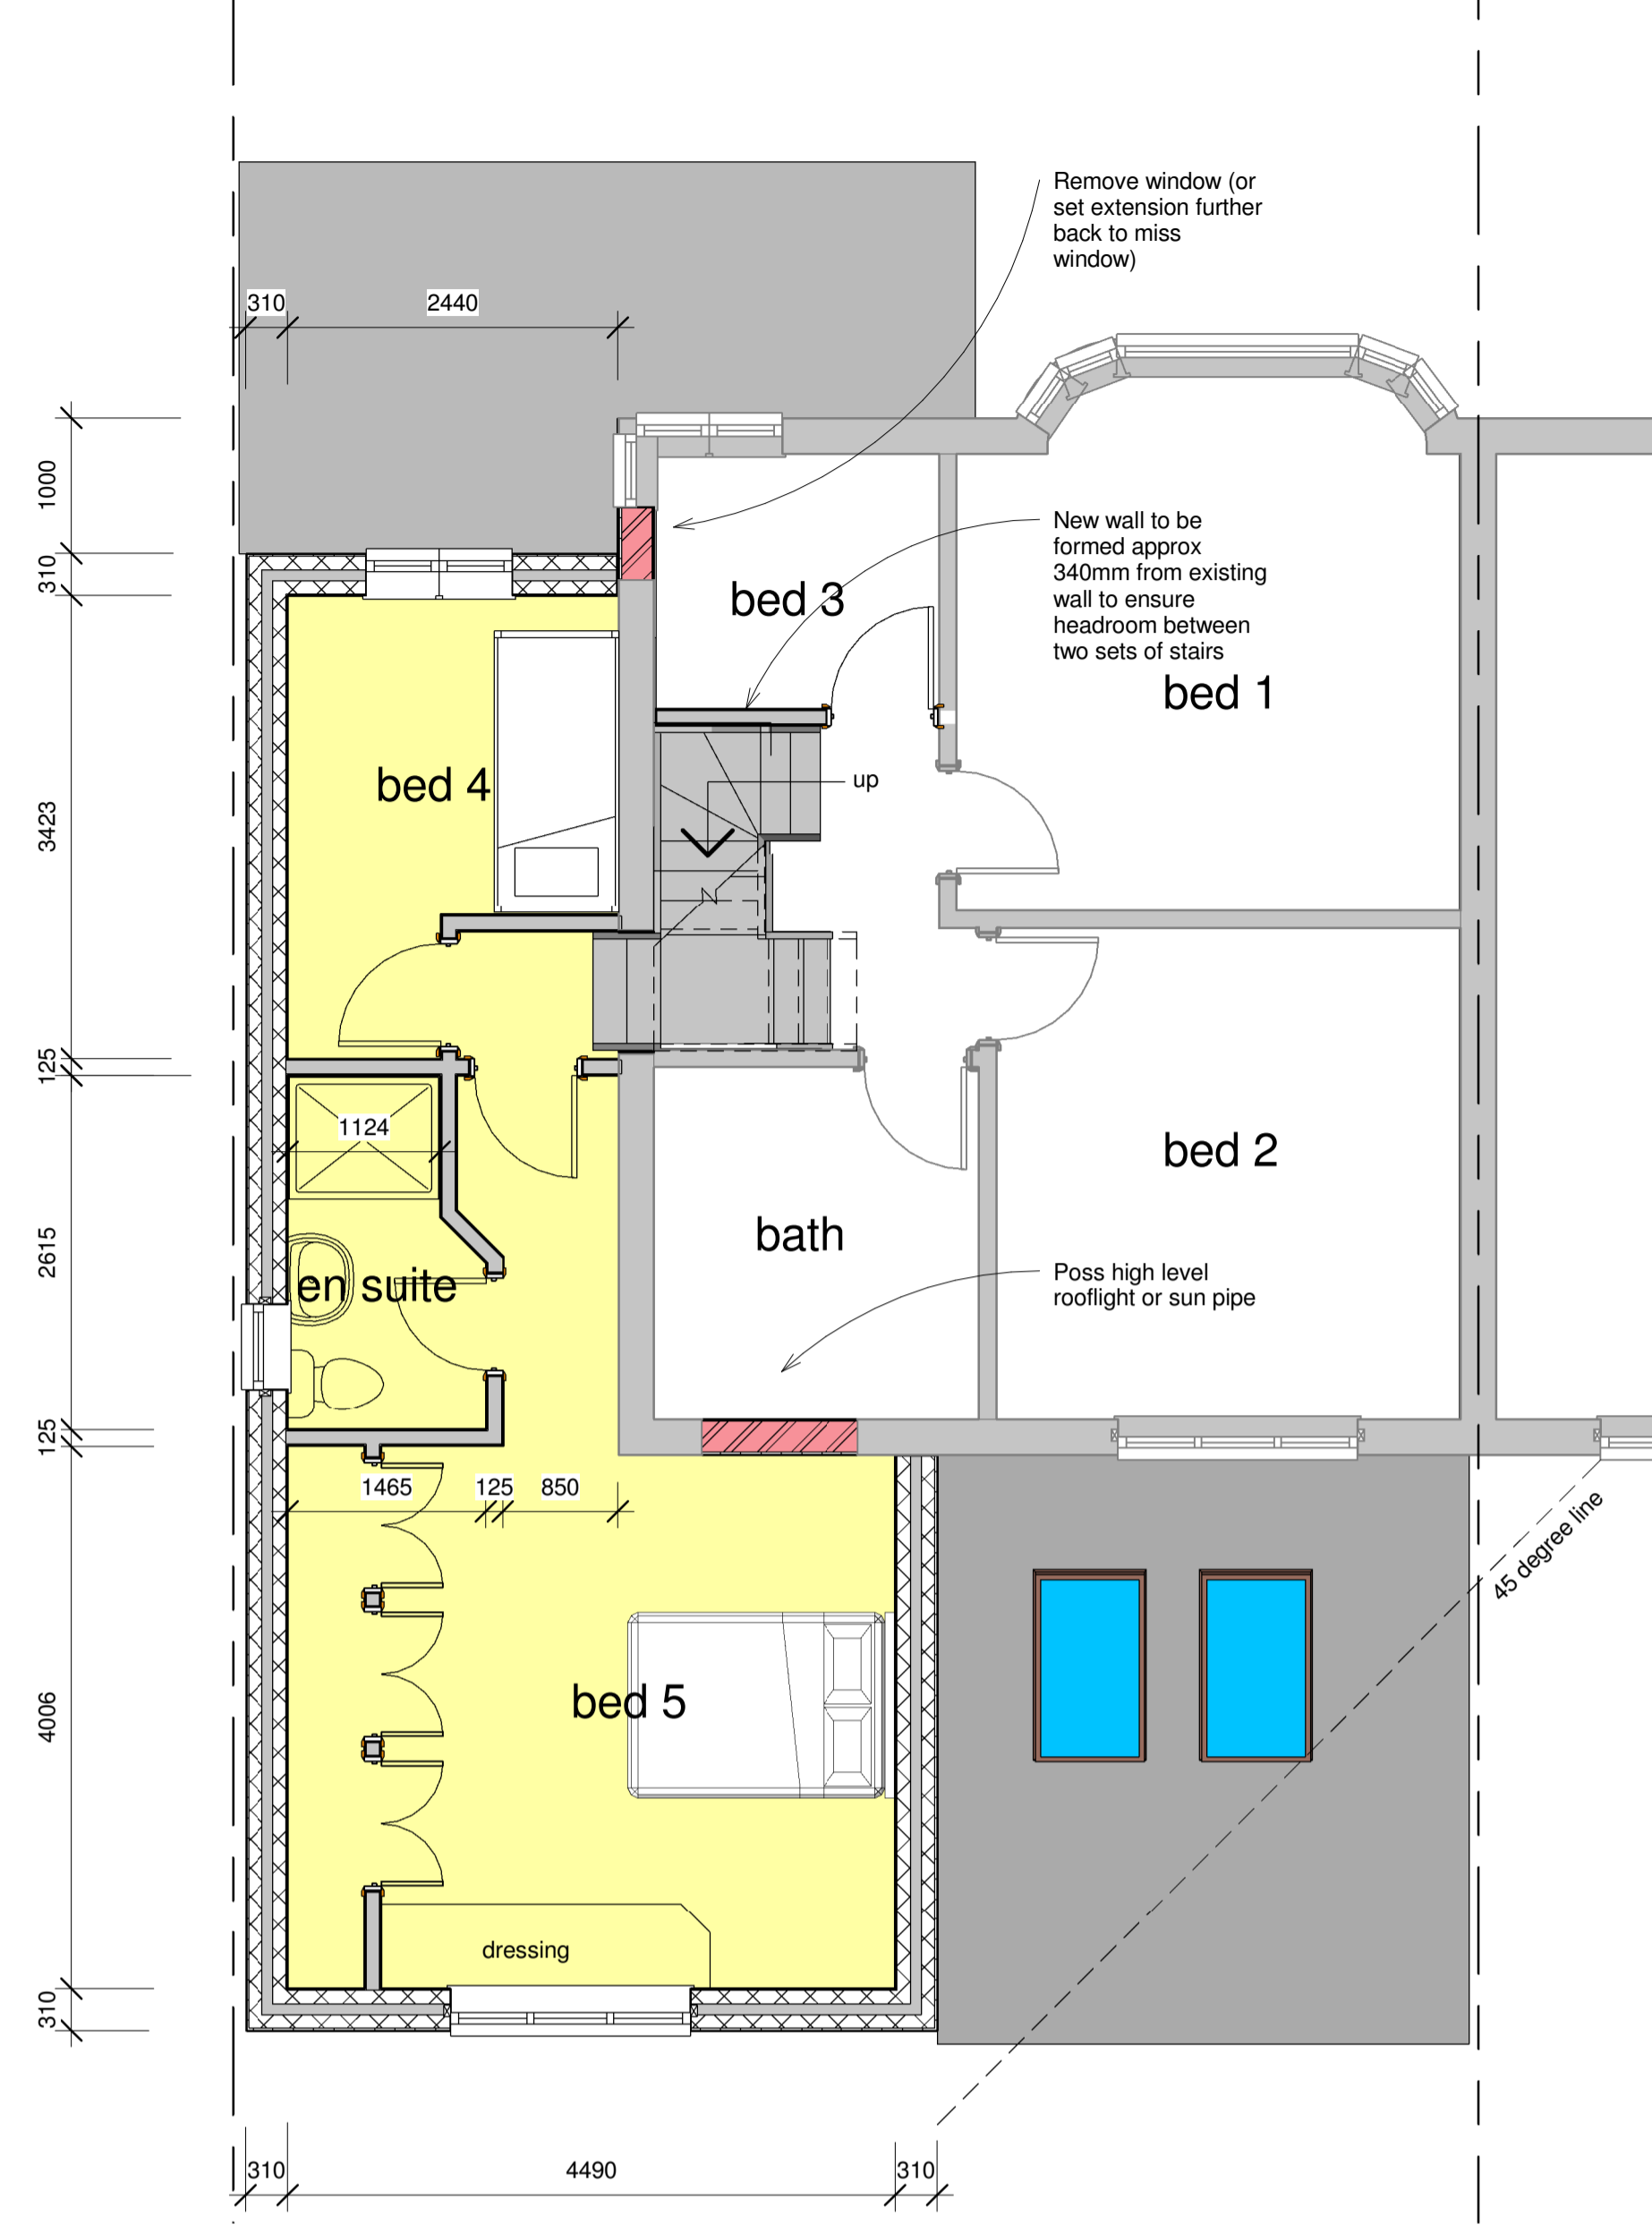 Remove window (or
set extension further
back to miss
window)
310
2440
1000
310
New wall to be
formed approx
340mm from existing
wall to ensure
headroom between
two sets of stairs
bed 3
bed 1
up
bed 4
3423
125
1124
bed 2
bath
2615
en suite
Poss high level
rooflight or sun pipe
125
1465
125
850
45 degree line
bed 5
4006
dressing
310
310
4490
310